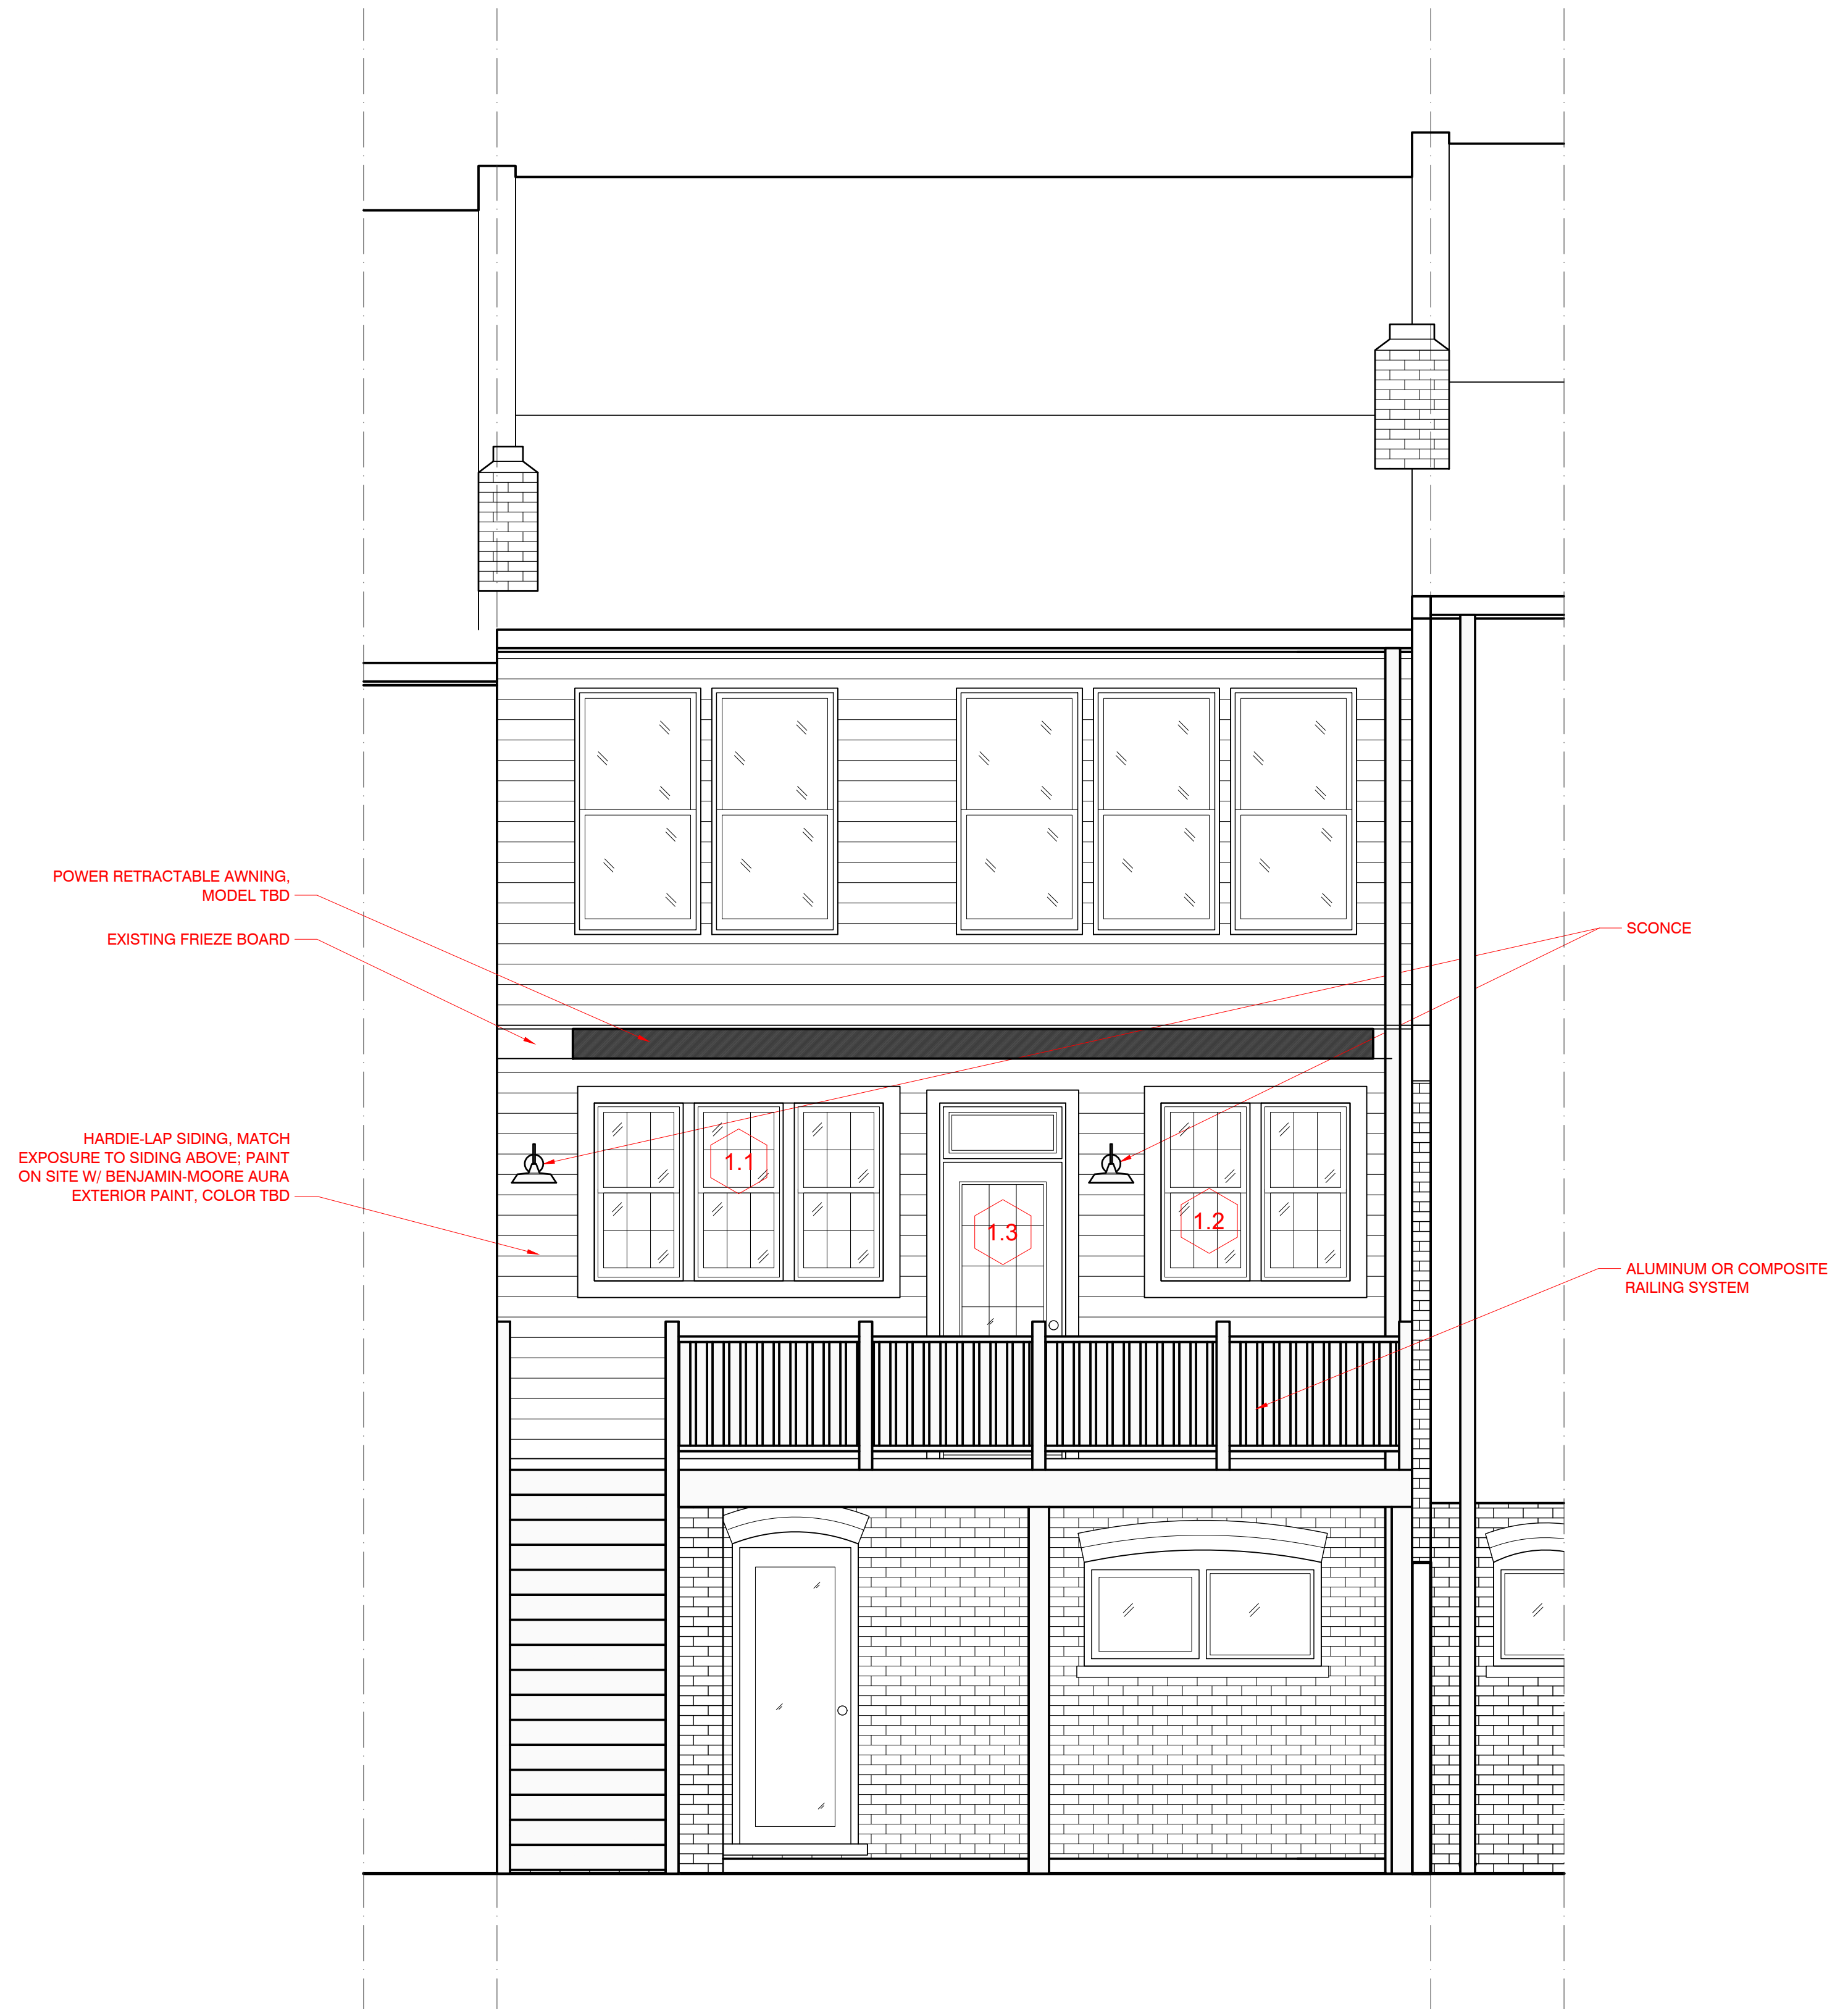 POWER RETRACTABLE AWNING,
MODEL TBD
EXISTING FRIEZE BOARD
SCONCE
HARDIE-LAP SIDING, MATCH
EXPOSURE TO SIDING ABOVE; PAINT
ON SITE W/ BENJAMIN-MOORE AURA
EXTERIOR PAINT, COLOR TBD
1.1
1.3
1.2
ALUMINUM OR COMPOSITE
RAILING SYSTEM